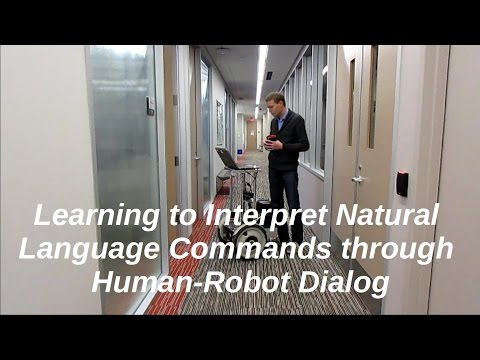 Learning to Interpret Natural
Language Commands through
Human-Robot Dialog